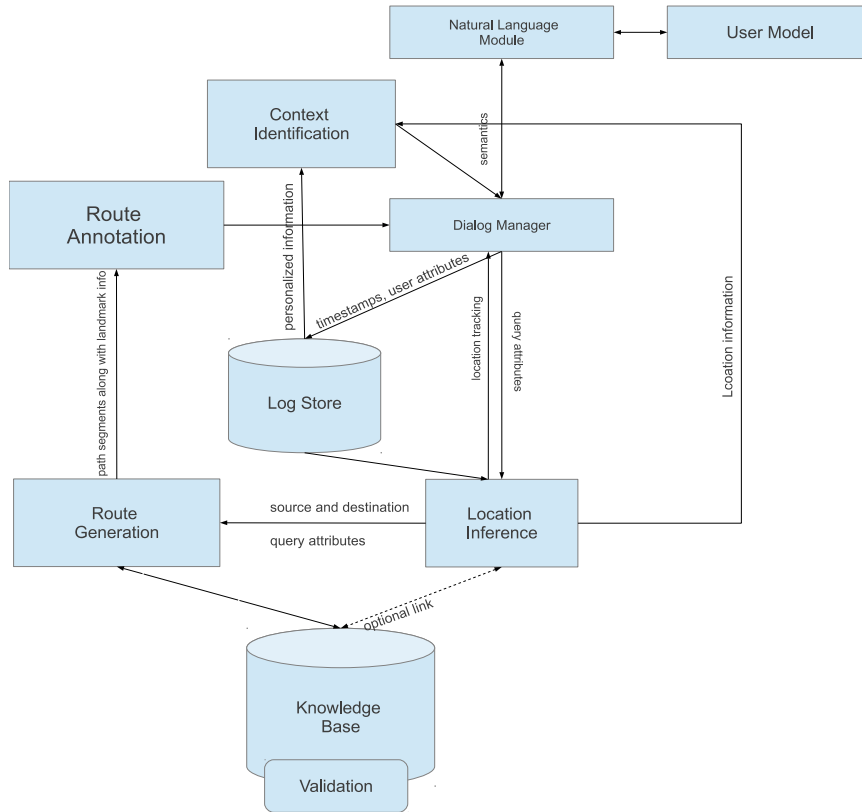 Natural Language
Module
User Model
Context
Identification
semantics
Route
Annotation
Dialog Manager
personalized information
timestamps, user attributes
path segments along with landmark info
location tracking
query attributes
Lcoation information
Log Store
Route
Generation
source and destination
query attributes
Location
Inference
optional link
Knowledge
Base
Validation